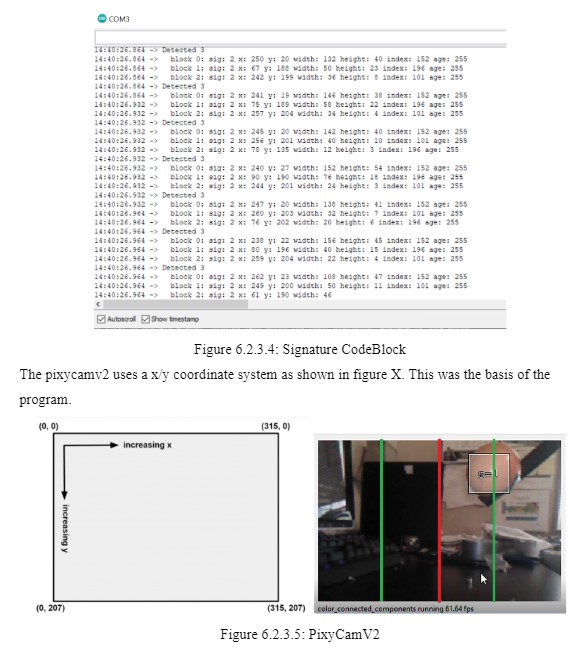 COM3
14:40:26.864 -> Detected 3
14:40:26.864 -> block 0: sig: 2 x: 250 y: 20 width: 132 height: 40 index: 152 age: 255
14:40:26.864 -> block 1: sig: 2 x: 67 y: 188 width: 50 height: 23 index: 196 age: 255
14:40:26.864 -> block 2: sig: 2 x: 242 y: 199 width: 36 height: 8 index: 101 age: 255
14:40:26.864 -> Detected 3
14:40:26.864 -> block 0: sig: 2 x: 241 y: 19 width: 146 height: 38 index: 152 age: 255
14:40:26.932 -> block 1: sig: 2 x: 75 y: 189 width: 58 height: 22 index: 196 age: 255
14:40:26.932 -> block 2: sig: 2 x: 257 y: 204 width: 34 height: 4 index: 101 age: 255
14:40:26.932 -> Detected 3
14:40:26.932 -> block 0: sig: 2 x: 245 y: 20 width: 142 height: 40 index: 152 age: 255
14:40:26.932 -> block 1: sig: 2 x: 256 y: 201 width: 40 height: 10 index: 101 age: 255
14:40:26.932 -> block 2: sig: 2 x: 78 y: 135 width: 12 height: 3 index: 196 age: 255
14:40:26.932 -> Detected 3
14:40:26.932 -> block 0: sig: 2 x: 240 y: 27 width: 152 height: 54 index: 152 age: 255
14:40:26.932 -> block 1: sig: 2 x: 90 y: 190 width: 76 height: 18 index: 196 age: 255
14:40:26.932 -> block 2: sig: 2 x: 244 y: 201 width: 24 height: 3 index: 101 age: 255
14:40:26.932 -> Detected 3
14:40:26.932 -> block 0: sig: 2 x: 247 y: 20 width: 138 height: 41 index: 152 age: 255
14:40:26.964 -> block 1: sig: 2 x: 260 y: 203 width: 32 height: 7 index: 101 age: 255
14:40:26.964 -> block 2: sig: 2 x: 76 y: 202 width: 20 height: 6 index: 196 age: 255
14:40:26.964 -> Detected 3
14:40:26.964 -> block 0: sig: 2 x: 238 y: 22 width: 156 height: 45 index: 152 age: 255
14:40:26.964 -> block 1: sig: 2 x: 80 y: 196 width: 40 height: 15 index: 196 age: 255
14:40:26.964 -> block 2: sig: 2 x: 259 y: 204 width: 22 height: 4 index: 101 age: 255
14:40:26.964 -> Detected 3
14:40:26.964 -> block 0: sig: 2 x: 262 y: 23 width: 108 height: 47 index: 152 age: 255
14:40:26.964 -> block 1: sig: 2 x: 249 y: 200 width: 50 height: 11 index: 101 age: 255
14:40:26.964 -> block 2: sig: 2 x: 61 y: 190 width: 46
Autoscroll Show timestamp
Figure 6.2.3.4: Signature CodeBlock
The pixycamv2 uses a x/y coordinate system as shown in figure X. This was the basis of the
program.
(0, 0) (315, 0)
increasing x
increasing y
(0, 207) (315, 207)
s=1
color_connected_components running 61.64 fps
Figure 6.2.3.5: PixyCamV2